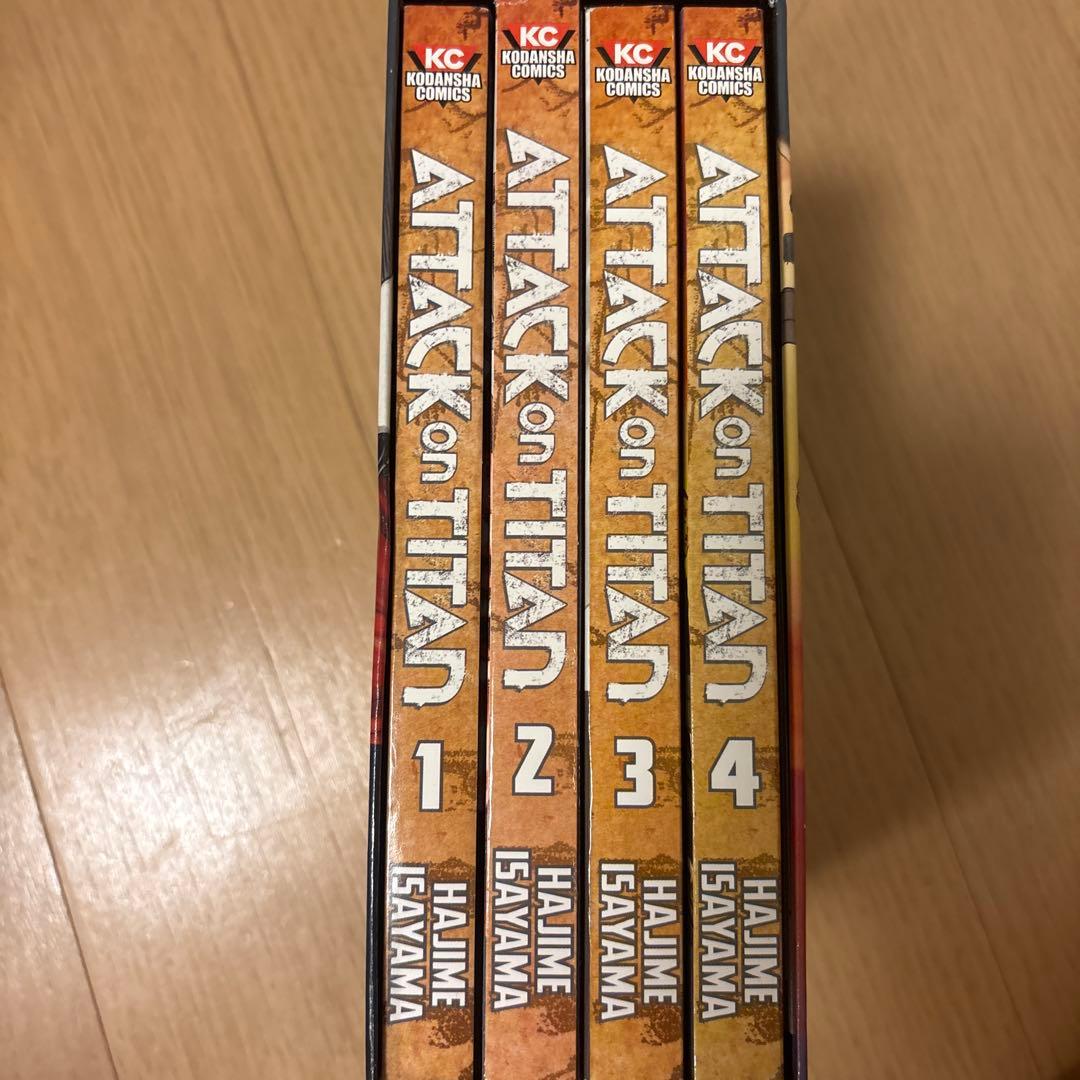 KC
KODANSHA
COMICS
ATTACK on TITAN
1
HAJIME
ISAYAMA
KC
KODANSHA
COMICS
ATTACK on TITAN
2
HAJIME
ISAYAMA
KC
KODANSHA
COMICS
ATTACK on TITAN
3
HAJIME
ISAYAMA
KC
KODANSHA
COMICS
ATTACK on TITAN
4
HAJIME
ISAYAMA